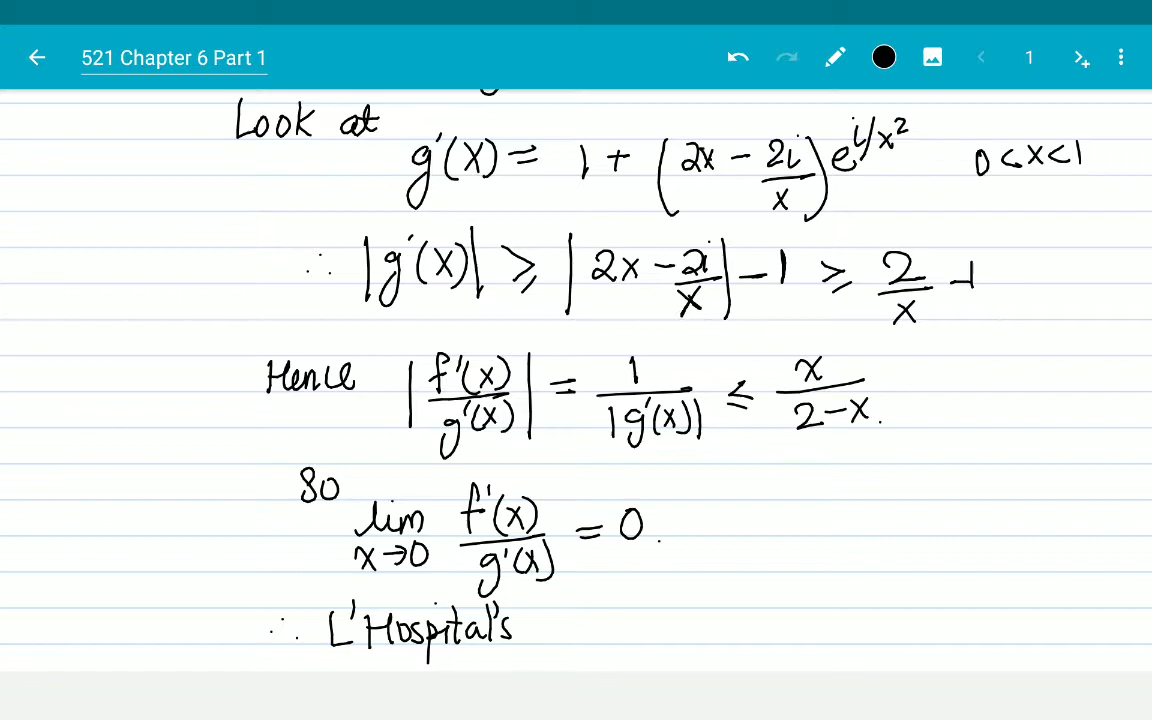 521 Chapter 6 Part 1
1
Look at
g'(x) = 1 + (2x - 2i/x) e^{i/x^2} 0 < x < 1
∴ |g'(x)| ≥ |2x - 2i/x| - 1 ≥ 2/x - 1
Hence |f'(x)/g'(x)| = 1/|g'(x)| ≤ x/(2-x).
So lim_{x→0} f'(x)/g'(x) = 0.
∴ L'Hospital's